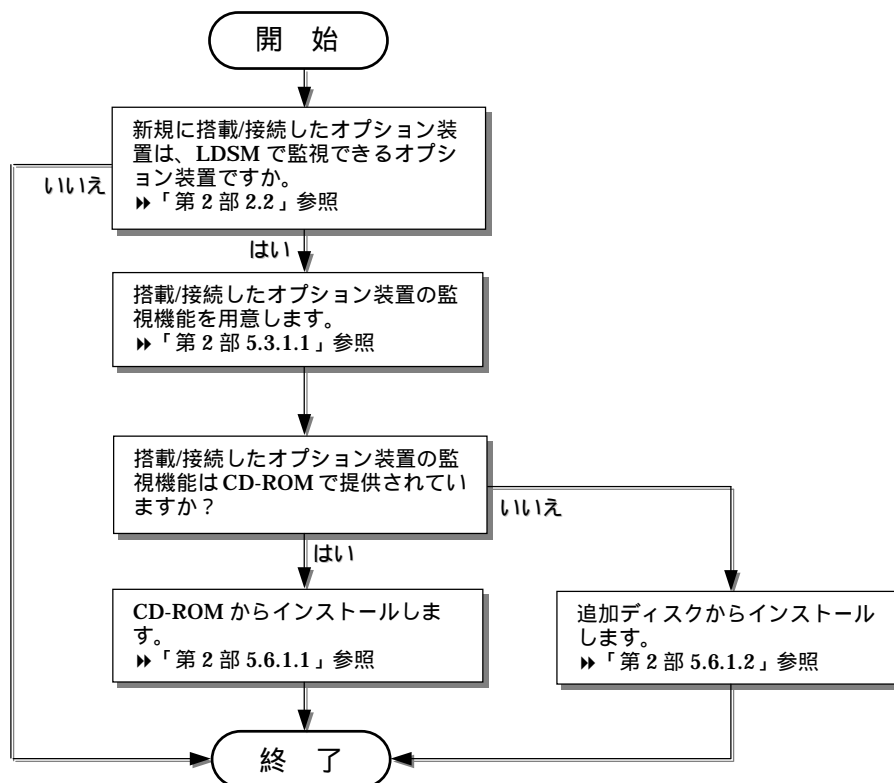 開　始
新規に搭載/接続したオプション装
置は、LDSM で監視できるオプシ
ョン装置ですか。
「第 2 部 2.2」参照
いいえ
はい
搭載/接続したオプション装置の監
視機能を用意します。
「第 2 部 5.3.1.1」参照
搭載/接続したオプション装置の監
視機能は CD-ROM で提供されてい
ますか？
いいえ
はい
CD-ROM からインストールしま
す。
「第 2 部 5.6.1.1」参照
追加ディスクからインストール
します。
「第 2 部 5.6.1.2」参照
終　了